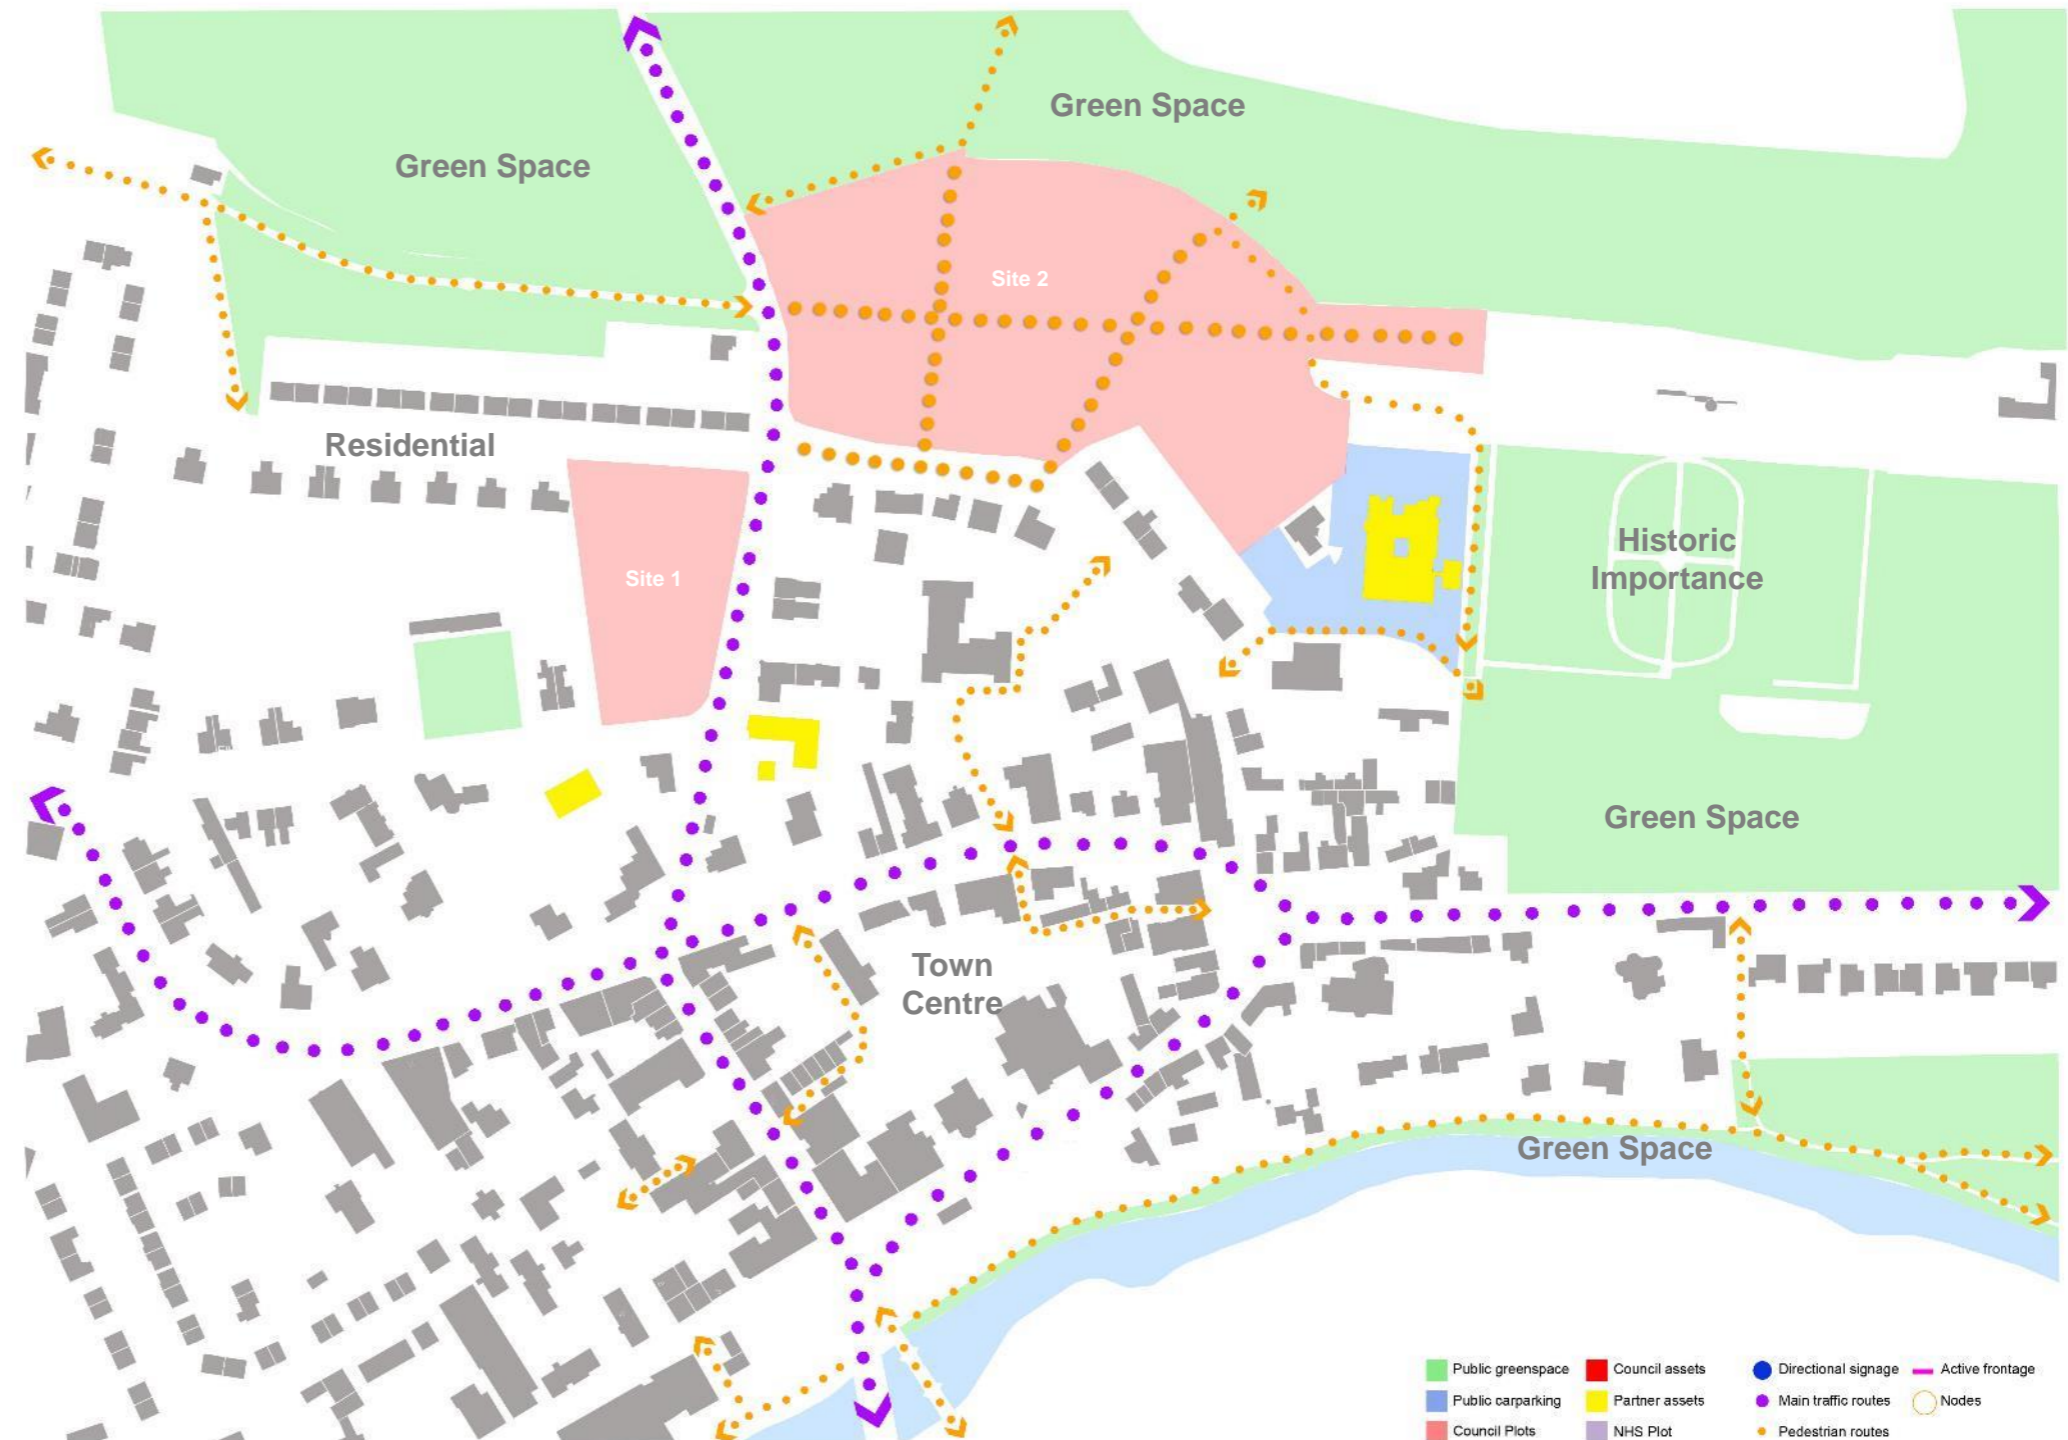 Green Space
Green Space
Site 2
Residential
Site 1
Historic
Importance
Green Space
Town
Centre
Green Space
Public greenspace
Council assets
Directional signage
Active frontage
Public carparking
Partner assets
Main traffic routes
Nodes
Council Plots
NHS Plot
Pedestrian routes